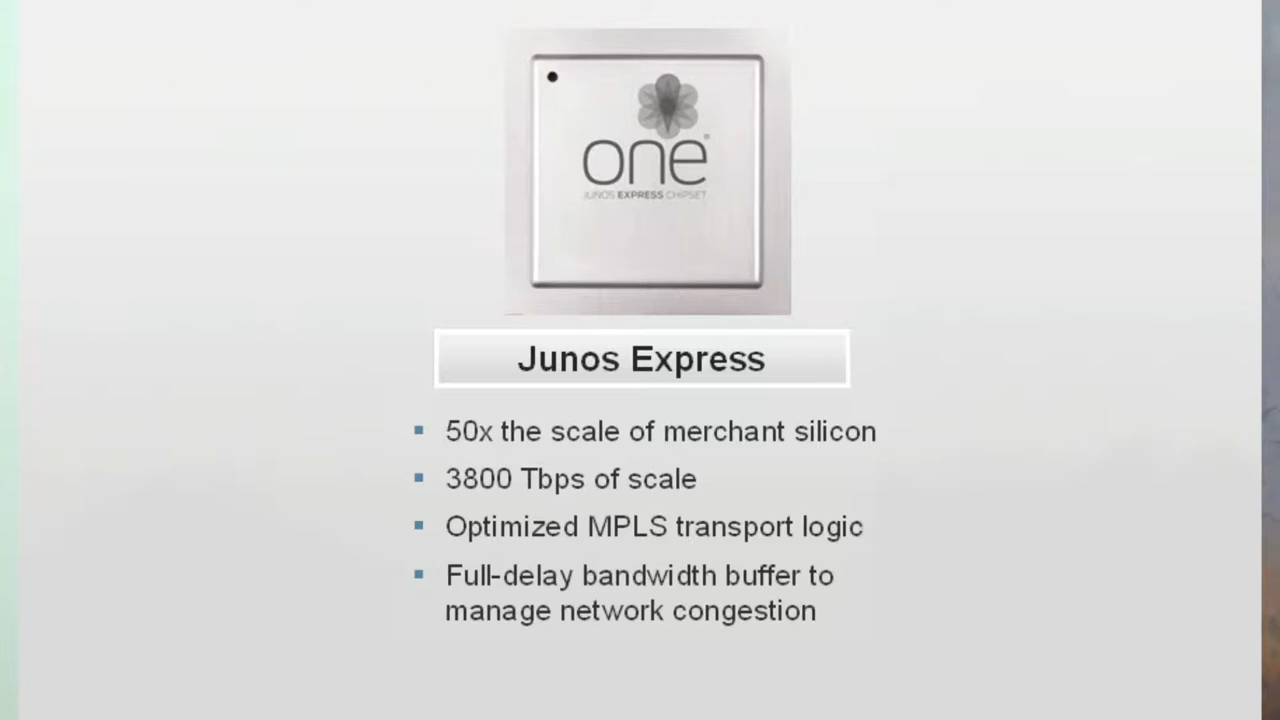 one®
JUNOS EXPRESS CHIPSET
Junos Express
▪ 50x the scale of merchant silicon
▪ 3800 Tbps of scale
▪ Optimized MPLS transport logic
▪ Full-delay bandwidth buffer to
manage network congestion